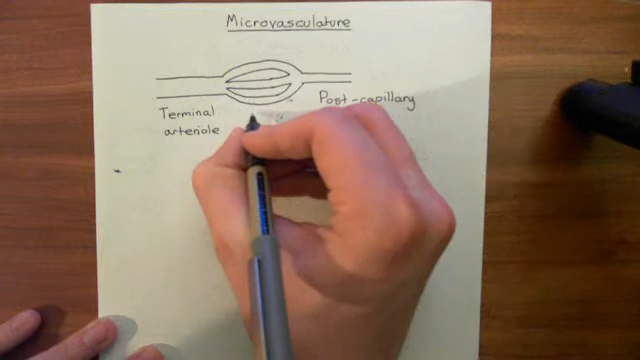 Microvasculature
Terminal
arteriole
Post-capillary